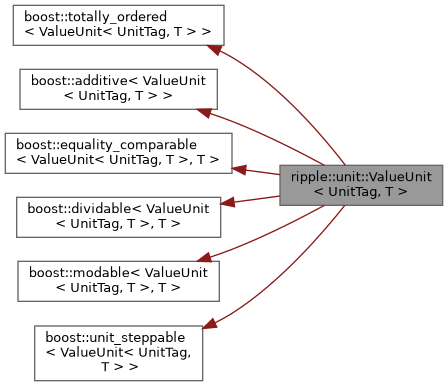 boost::totally_ordered
< ValueUnit< UnitTag, T > >
boost::additive< ValueUnit
< UnitTag, T > >
boost::equality_comparable
< ValueUnit< UnitTag, T >, T >
ripple::unit::ValueUnit
< UnitTag, T >
boost::dividable< ValueUnit
< UnitTag, T >, T >
boost::modable< ValueUnit
< UnitTag, T >, T >
boost::unit_steppable
< ValueUnit< UnitTag,
T > >